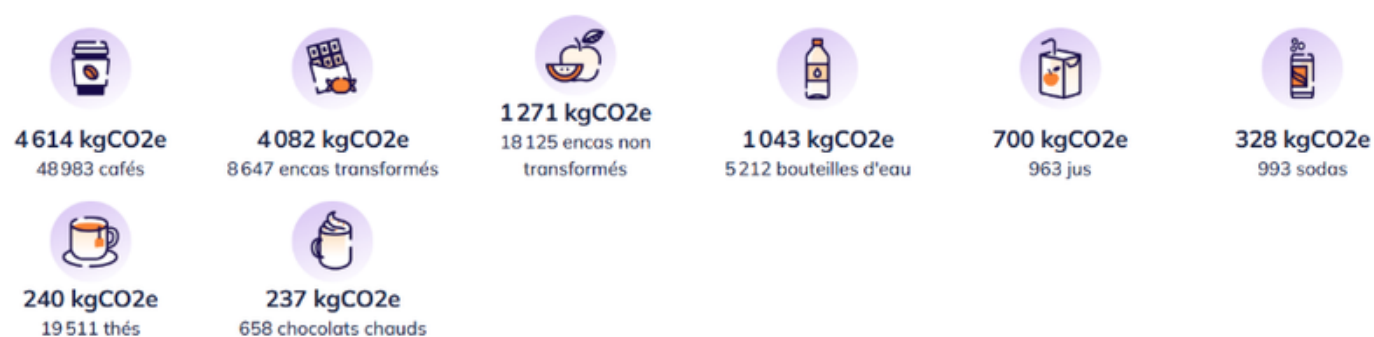 4 614 kgCO2e
48 983 cafés
4 082 kgCO2e
8 647 encas transformés
1 271 kgCO2e
18 125 encas non
transformés
1 043 kgCO2e
5 212 bouteilles d'eau
700 kgCO2e
963 jus
328 kgCO2e
993 sodas
240 kgCO2e
19 511 thés
237 kgCO2e
658 chocolats chauds